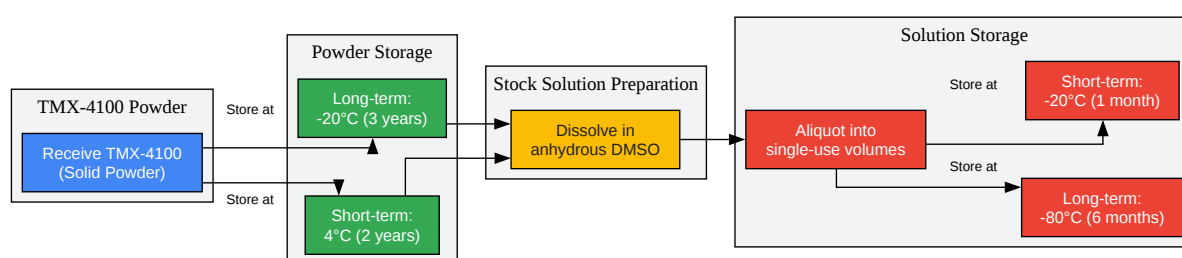 TMX-4100 Powder
Receive TMX-4100
(Solid Powder)
Store at
Store at
Powder Storage
Long-term:
-20°C (3 years)
Short-term:
4°C (2 years)
Stock Solution Preparation
Dissolve in
anhydrous DMSO
Solution Storage
Aliquot into
single-use volumes
Store at
Store at
Short-term:
-20°C (1 month)
Long-term:
-80°C (6 months)